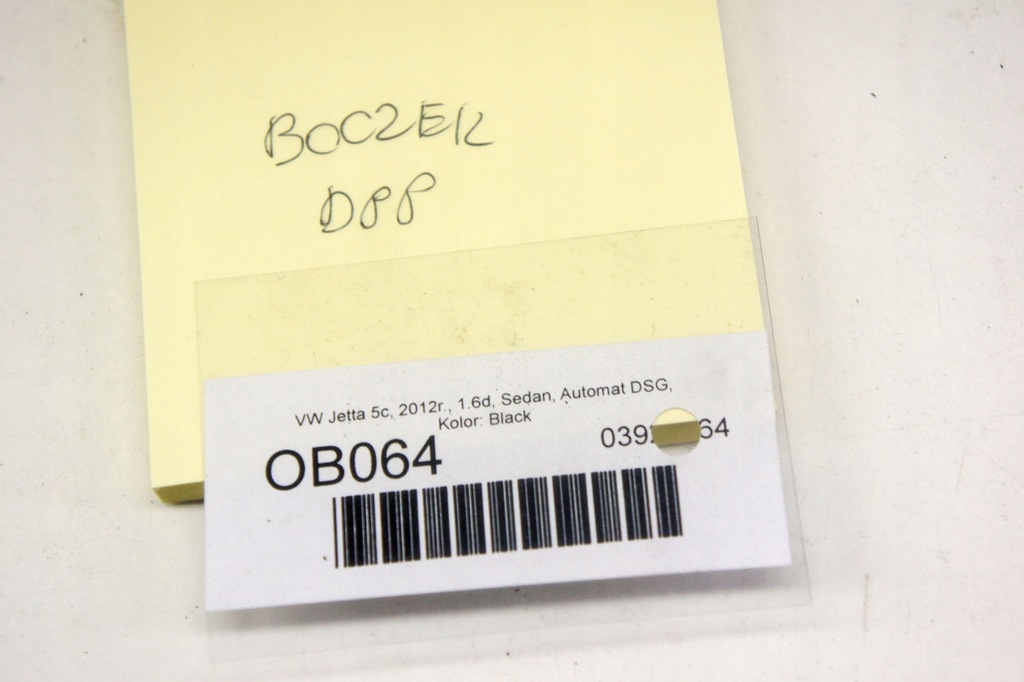 BOCZEK
DPP
VW Jetta 5c, 2012r., 1.6d, Sedan, Automat DSG,
Kolor: Black
OB064